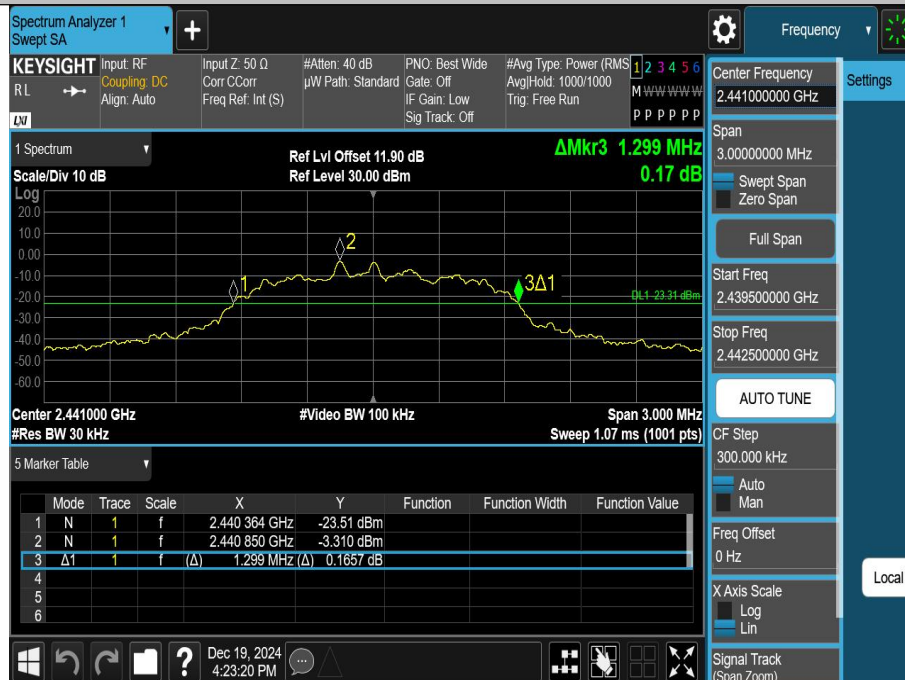 Spectrum Analyzer 1
Swept SA
+
Frequency
KEYSIGHT
RL
LXI
Input: RF
Coupling: DC
Align: Auto
Input Z: 50 Ω
Corr CCorr
Freq Ref: Int (S)
#Atten: 40 dB
µW Path: Standard
PNO: Best Wide
Gate: Off
IF Gain: Low
Sig Track: Off
#Avg Type: Power (RMS
Avg|Hold: 1000/1000
Trig: Free Run
1 2 3 4 5 6
M W W W W W
P P P P P P
1 Spectrum
Scale/Div 10 dB
Log
Ref Lvl Offset 11.90 dB
Ref Level 30.00 dBm
ΔMkr3 1.299 MHz
0.17 dB
20.0
10.0
0.00
-10.0
-20.0
-30.0
-40.0
-50.0
-60.0
1
2
3Δ1
DL1 -23.31 dBm
Center 2.441000 GHz
#Video BW 100 kHz
Span 3.000 MHz
#Res BW 30 kHz
Sweep 1.07 ms (1001 pts)
5 Marker Table
Mode Trace Scale X Y Function Function Width Function Value
1 N 1 f 2.440 364 GHz -23.51 dBm
2 N 1 f 2.440 850 GHz -3.310 dBm
3 Δ1 1 f (Δ) 1.299 MHz (Δ) 0.1657 dB
4
5
6
?
Dec 19, 2024
4:23:20 PM
Center Frequency
2.441000000 GHz
Settings
Span
3.00000000 MHz
Swept Span
Zero Span
Full Span
Start Freq
2.439500000 GHz
Stop Freq
2.442500000 GHz
AUTO TUNE
CF Step
300.000 kHz
Auto
Man
Freq Offset
0 Hz
Local
X Axis Scale
Log
Lin
Signal Track
(Span Zoom)